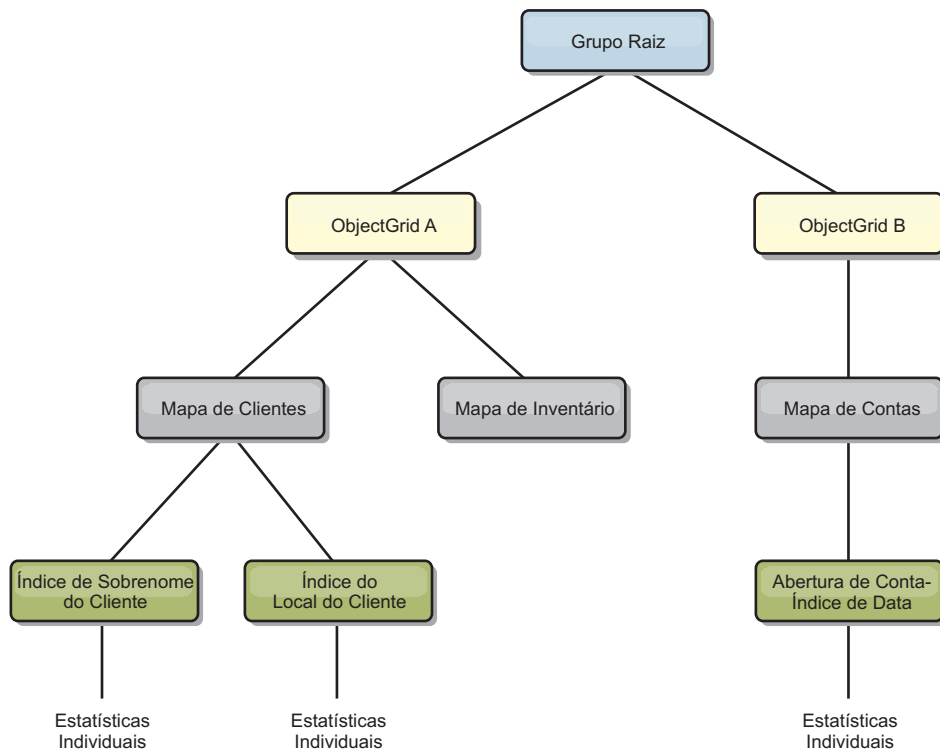 Grupo Raiz
ObjectGrid A
ObjectGrid B
Mapa de Clientes
Mapa de Inventário
Mapa de Contas
Índice de Sobrenome
do Cliente
Índice do
Local do Cliente
Abertura de Conta-
Índice de Data
Estatísticas
Individuais
Estatísticas
Individuais
Estatísticas
Individuais